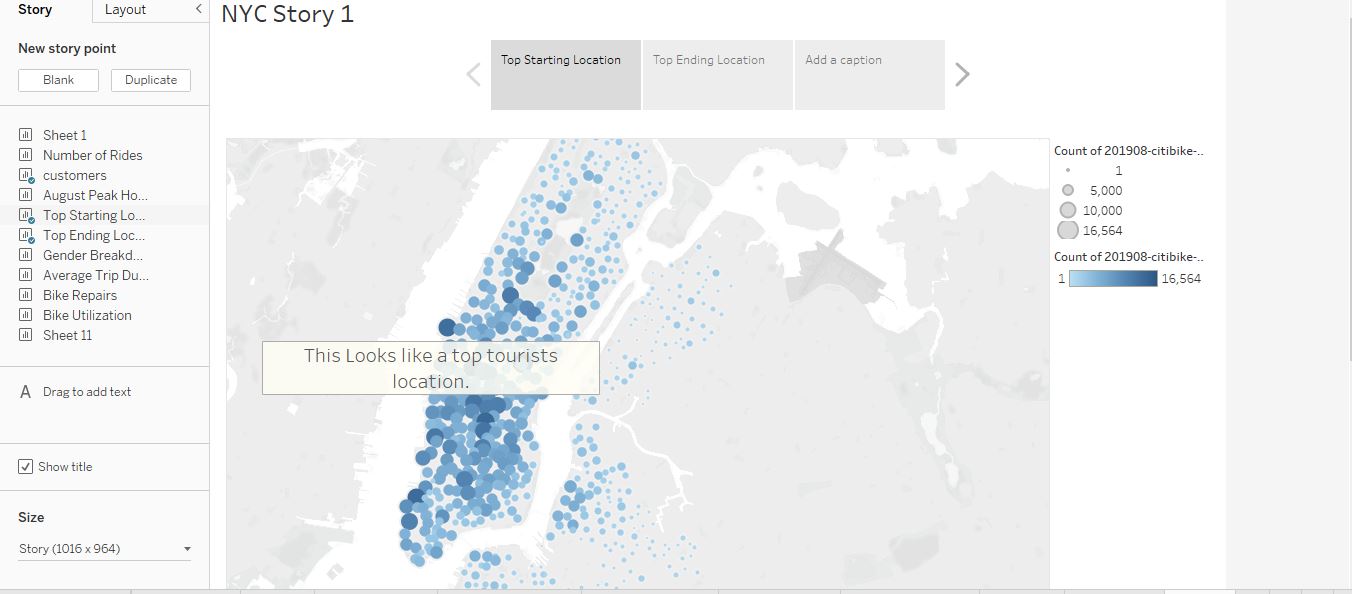 Story
Layout
NYC Story 1
New story point
Blank
Duplicate
Top Starting Location
Top Ending Location
Add a caption
Sheet 1
Number of Rides
customers
August Peak Ho...
Top Starting Lo...
Top Ending Loc...
Gender Breakd...
Average Trip Du...
Bike Repairs
Bike Utilization
Sheet 11
A Drag to add text
Show title
Size
Story (1016 x 964)
This Looks like a top tourists
location.
Count of 201908-citibike-..
1
5,000
10,000
16,564
Count of 201908-citibike-..
1 16,564